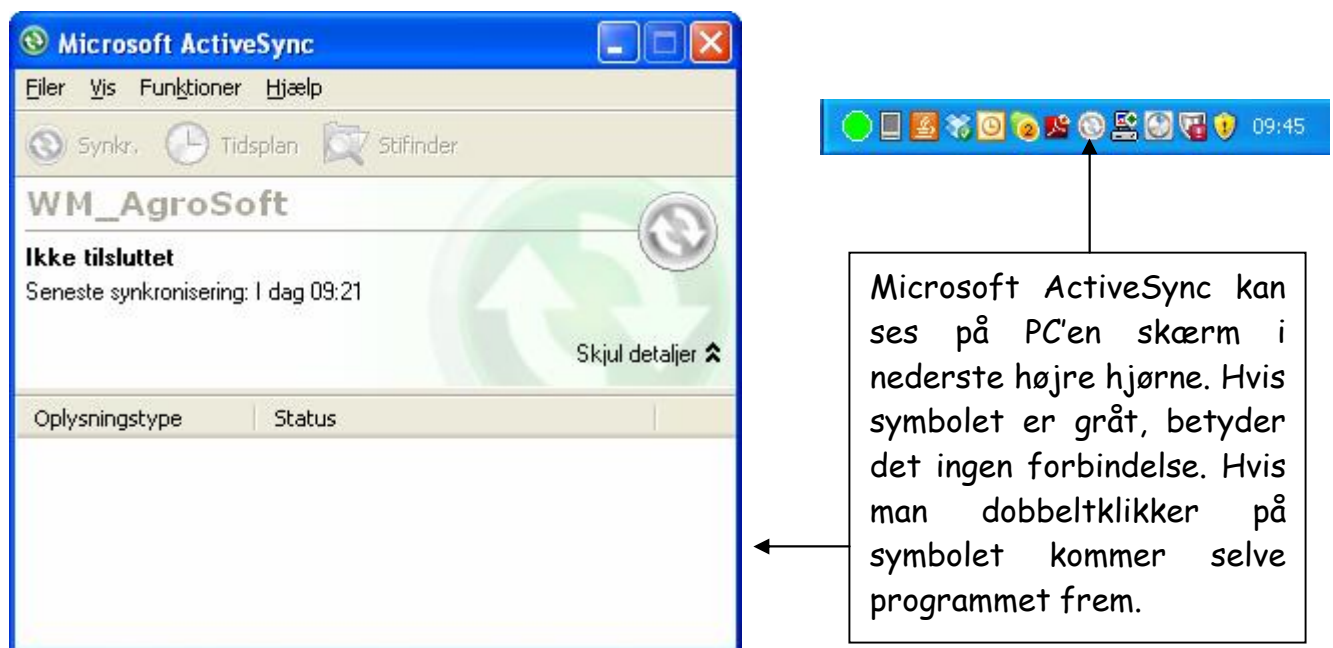 Microsoft ActiveSync
Filer Vis Funktioner Hjælp
Synkr. Tidsplan Stifinder
WM_AgroSoft
Ikke tilsluttet
Seneste synkronisering: I dag 09:21
Skjul detaljer
Oplysningstype Status
2 09:45
Microsoft ActiveSync kan
ses på PC'en skærm i
nederste højre hjørne. Hvis
symbolet er gråt, betyder
det ingen forbindelse. Hvis
man dobbeltklikker på
symbolet kommer selve
programmet frem.